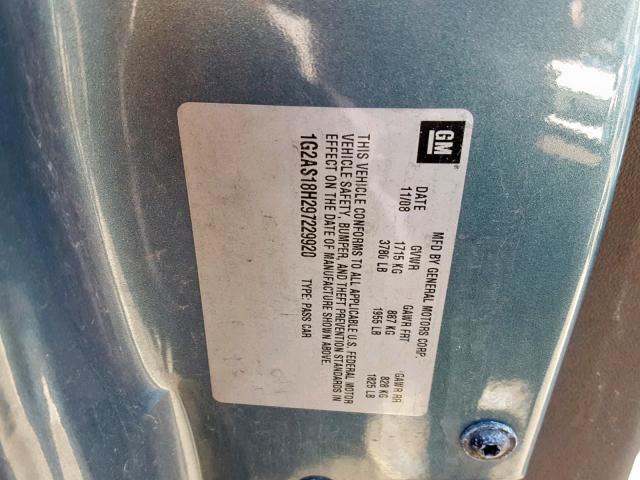 GM
MFD BY GENERAL MOTORS CORP.
DATE GVWR GAWR FRT GAWR RR
11/08 1715 KG 887 KG 828 KG
3780 LB 1955 LB 1825 LB
THIS VEHICLE CONFORMS TO ALL APPLICABLE U.S. FEDERAL MOTOR
VEHICLE SAFETY, BUMPER, AND THEFT PREVENTION STANDARDS IN
EFFECT ON THE DATE OF MANUFACTURE SHOWN ABOVE.
1G2AS18H297229920 TYPE: PASS CAR